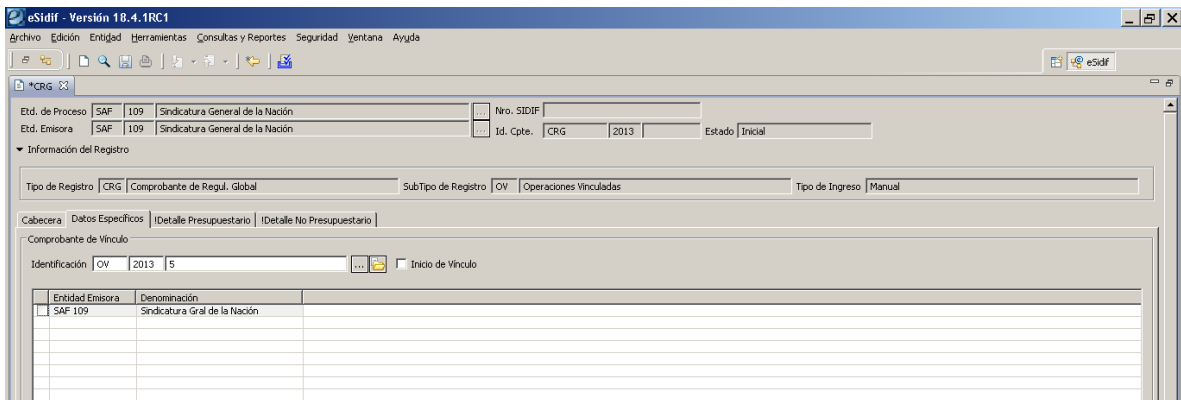 eSidif - Versión 18.4.1RC1
Archivo Edición Entidad Herramientas Consultas y Reportes Seguridad Ventana Ayuda
eSidif
*CRG
Etd. de Proceso SAF 109 Sindicatura General de la Nación ... Nro. SIDIF
Etd. Emisora SAF 109 Sindicatura General de la Nación ... Id. Cpte. CRG 2013 Estado Inicial
Información del Registro
Tipo de Registro CRG Comprobante de Regul. Global SubTipo de Registro OV Operaciones Vinculadas Tipo de Ingreso Manual
Cabecera Datos Específicos !Detalle Presupuestario !Detalle No Presupuestario
Comprobante de Vínculo
Identificación OV 2013 5 ... Inicio de Vínculo
Entidad Emisora Denominación
SAF 109 Sindicatura Gral de la Nación